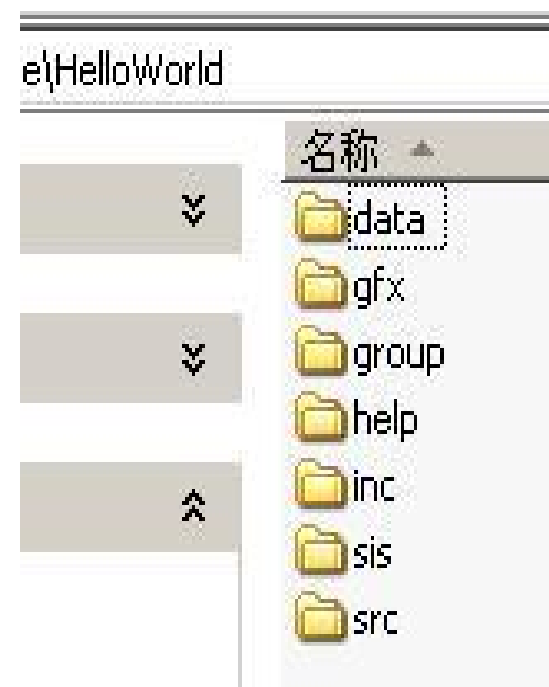 e\HelloWorld
名称
data
gfx
group
help
inc
sis
src